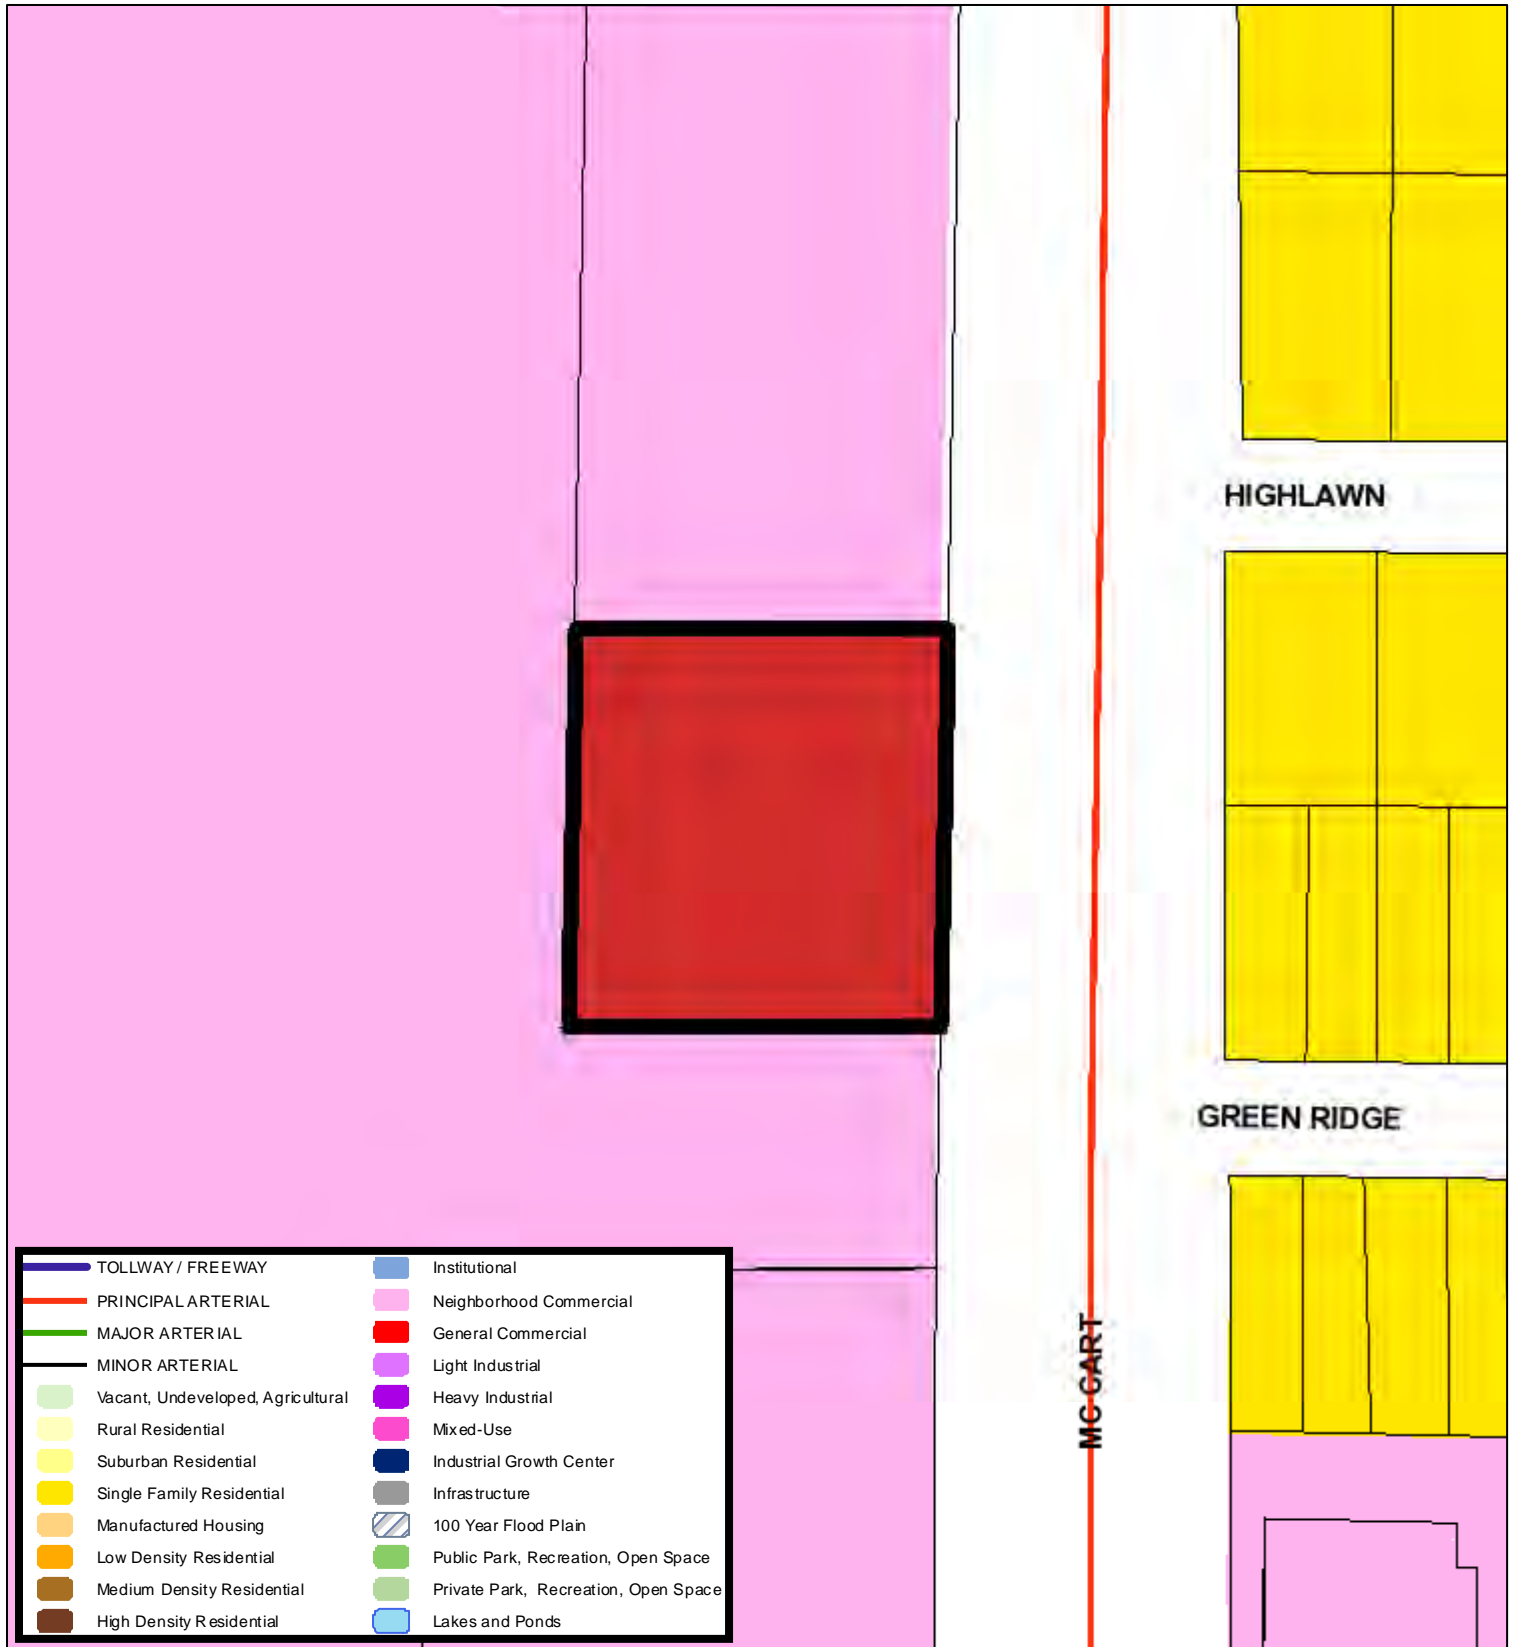 HIGHLAWN
GREEN RIDGE
MC CART
TOLLWAY / FREEWAY
PRINCIPAL ARTERIAL
MAJOR ARTERIAL
MINOR ARTERIAL
Vacant, Undeveloped, Agricultural
Rural Residential
Suburban Residential
Single Family Residential
Manufactured Housing
Low Density Residential
Medium Density Residential
High Density Residential
Institutional
Neighborhood Commercial
General Commercial
Light Industrial
Heavy Industrial
Mixed-Use
Industrial Growth Center
Infrastructure
100 Year Flood Plain
Public Park, Recreation, Open Space
Private Park, Recreation, Open Space
Lakes and Ponds